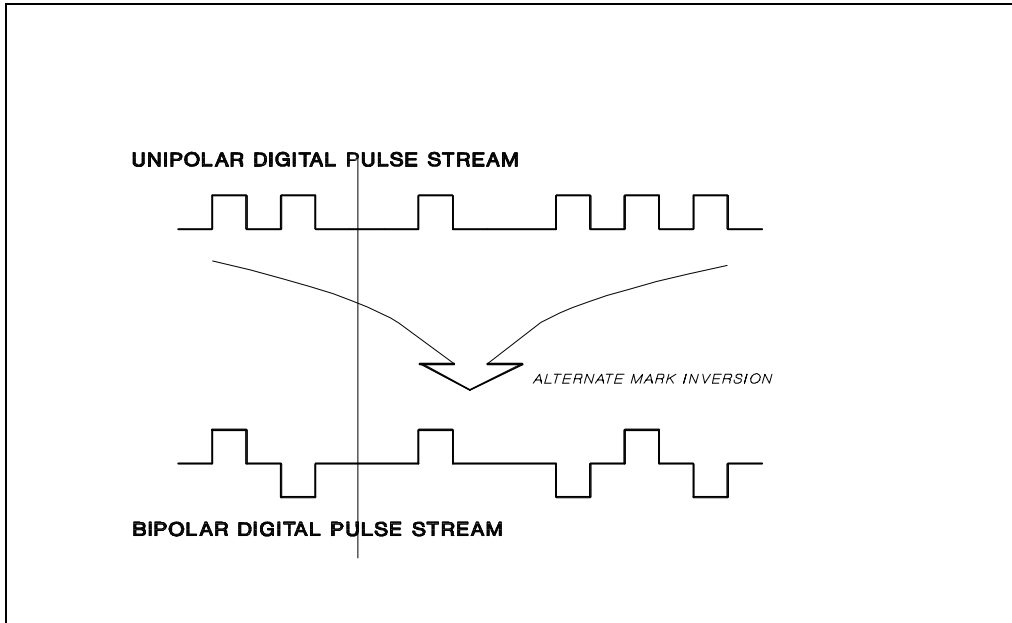 UNIPOLAR DIGITAL PULSE STREAM
ALTERNATE MARK INVERSION
BIPOLAR DIGITAL PULSE STREAM